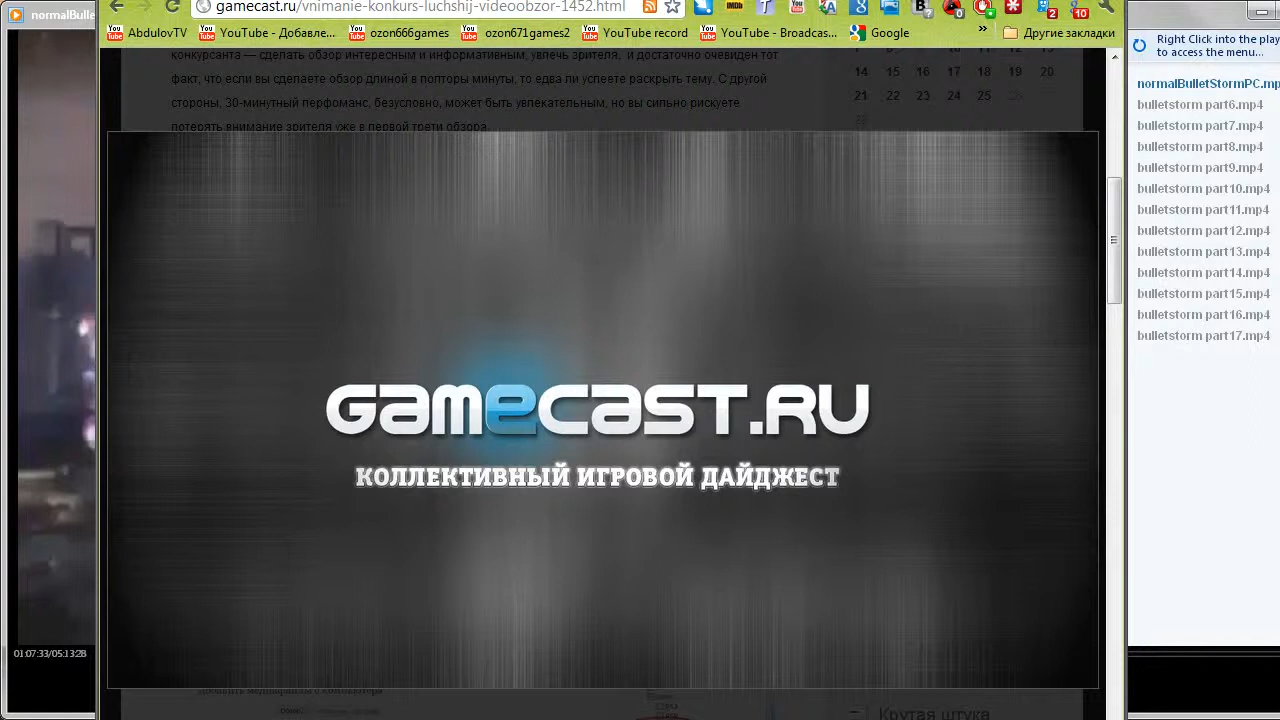 normalBulle
gamecast.ru/vnimanie-konkurs-luchshij-videoobzor-1452.html
AbdulovTV
YouTube - Добавле...
ozon666games
ozon671games2
YouTube record
YouTube - Broadcas...
»
Google
Другие закладки
конкурсанта — сделать обзор интересным и информативным, увлечь зрителя, и достаточно очевиден тот
факт, что если вы сделаете обзор длиной в полторы минуты, то едва ли успеете раскрыть тему. С другой
стороны, 30-минутный перфоманс, безусловно, может быть увлекательным, но вы сильно рискуете
потерять внимание зрителя уже в первой трети обзора.
14 15 16 17 18 19 20
21 22 23 24 25
GAMECAST.RU
КОЛЛЕКТИВНЫЙ ИГРОВОЙ ДАЙДЖЕСТ
Right Click into the play
to access the menu...
normalBulletStormPC.mp
bulletstorm part6.mp4
bulletstorm part7.mp4
bulletstorm part8.mp4
bulletstorm part9.mp4
bulletstorm part10.mp4
bulletstorm part11.mp4
bulletstorm part12.mp4
bulletstorm part13.mp4
bulletstorm part14.mp4
bulletstorm part15.mp4
bulletstorm part16.mp4
bulletstorm part17.mp4
01:07:33/05:13:28
Крутая штука